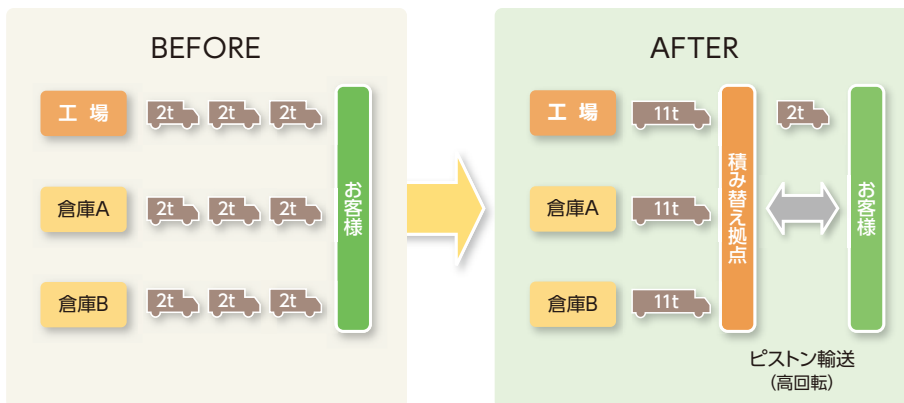 BEFORE
工場 2t 2t 2t
倉庫A 2t 2t 2t
倉庫B 2t 2t 2t
お客様
AFTER
工場 11t
倉庫A 11t
倉庫B 11t
積み替え拠点
2t
お客様
ピストン輸送
(高回転)